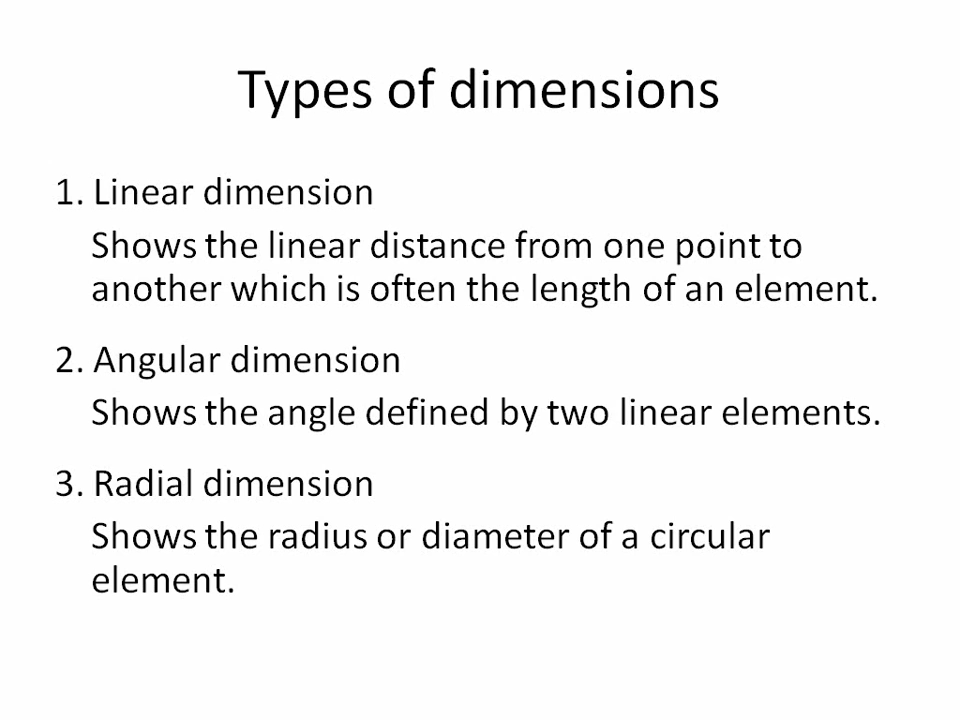 Types of dimensions
1. Linear dimension
Shows the linear distance from one point to
another which is often the length of an element.
2. Angular dimension
Shows the angle defined by two linear elements.
3. Radial dimension
Shows the radius or diameter of a circular
element.